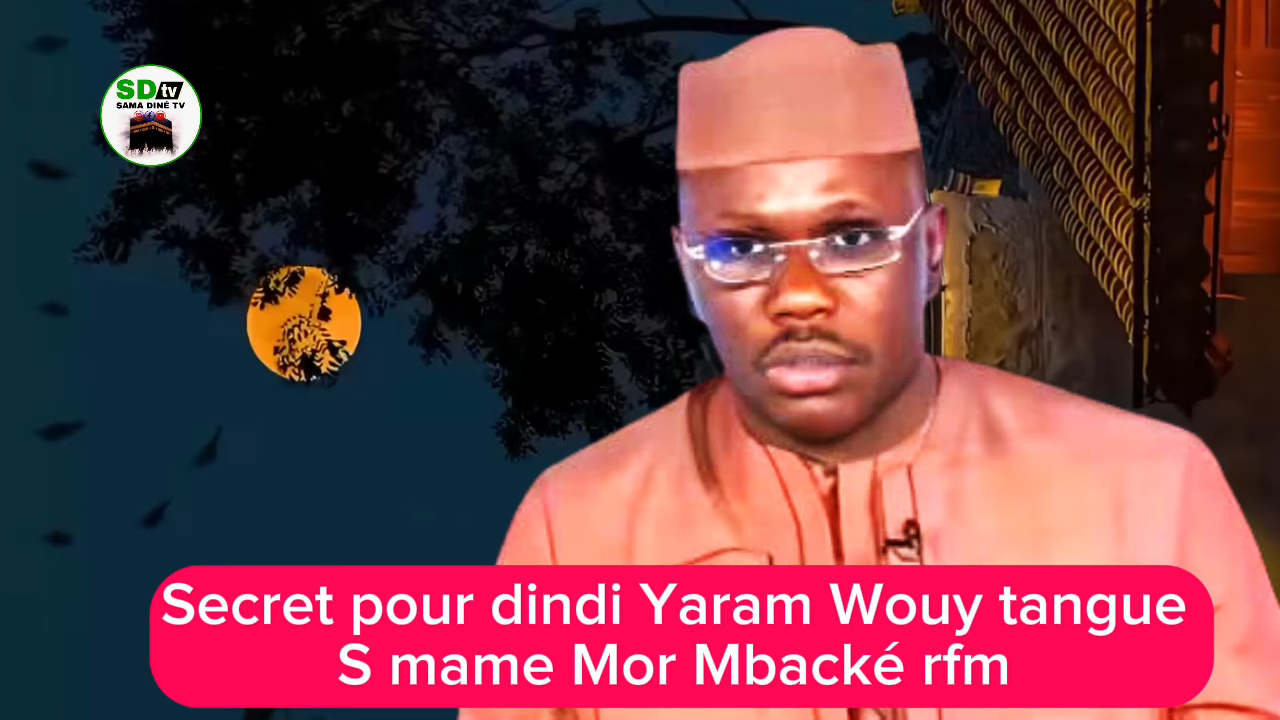 SDtv
SAMA DINÉ TV
Secret pour dindi Yaram Wouy tangue
S mame Mor Mbacké rfm